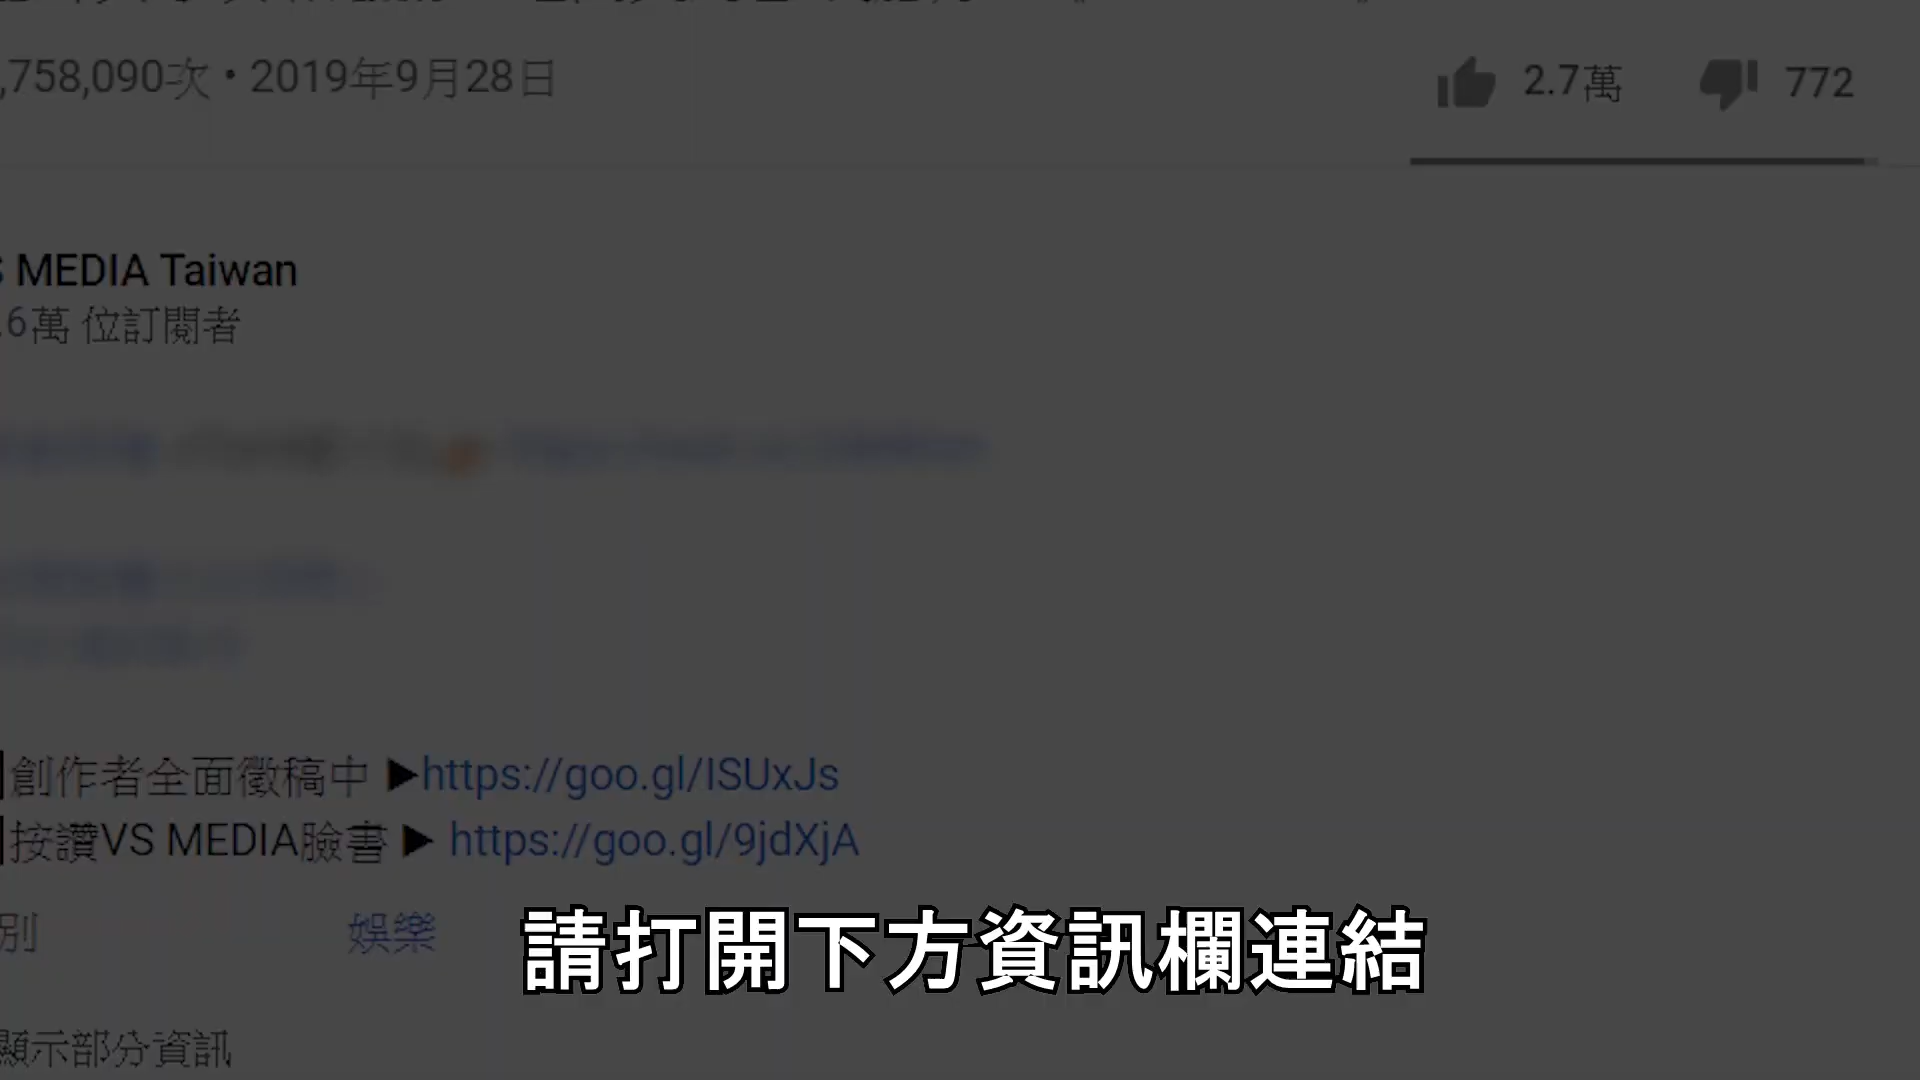 ,758,090次 • 2019年9月28日
2.7萬 772
S MEDIA Taiwan
.6萬 位訂閱者
創作者全面徵稿中 ▶https://goo.gl/ISUxJs
按讚VS MEDIA臉書 ▶ https://goo.gl/9jdXjA
別 娛樂
請打開下方資訊欄連結
顯示部分資訊